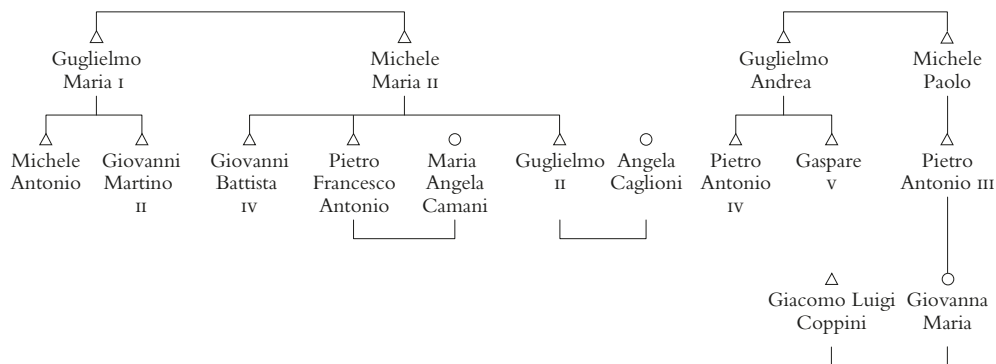 Guglielmo
Maria I
Michele
Maria II
Guglielmo
Andrea
Michele
Paolo
Michele
Antonio
Giovanni
Martino
II
Giovanni
Battista
IV
Pietro
Francesco
Antonio
Maria
Angela
Camani
Guglielmo
II
Angela
Caglioni
Pietro
Antonio
IV
Gaspare
V
Pietro
Antonio III
Giacomo Luigi
Coppini
Giovanna
Maria